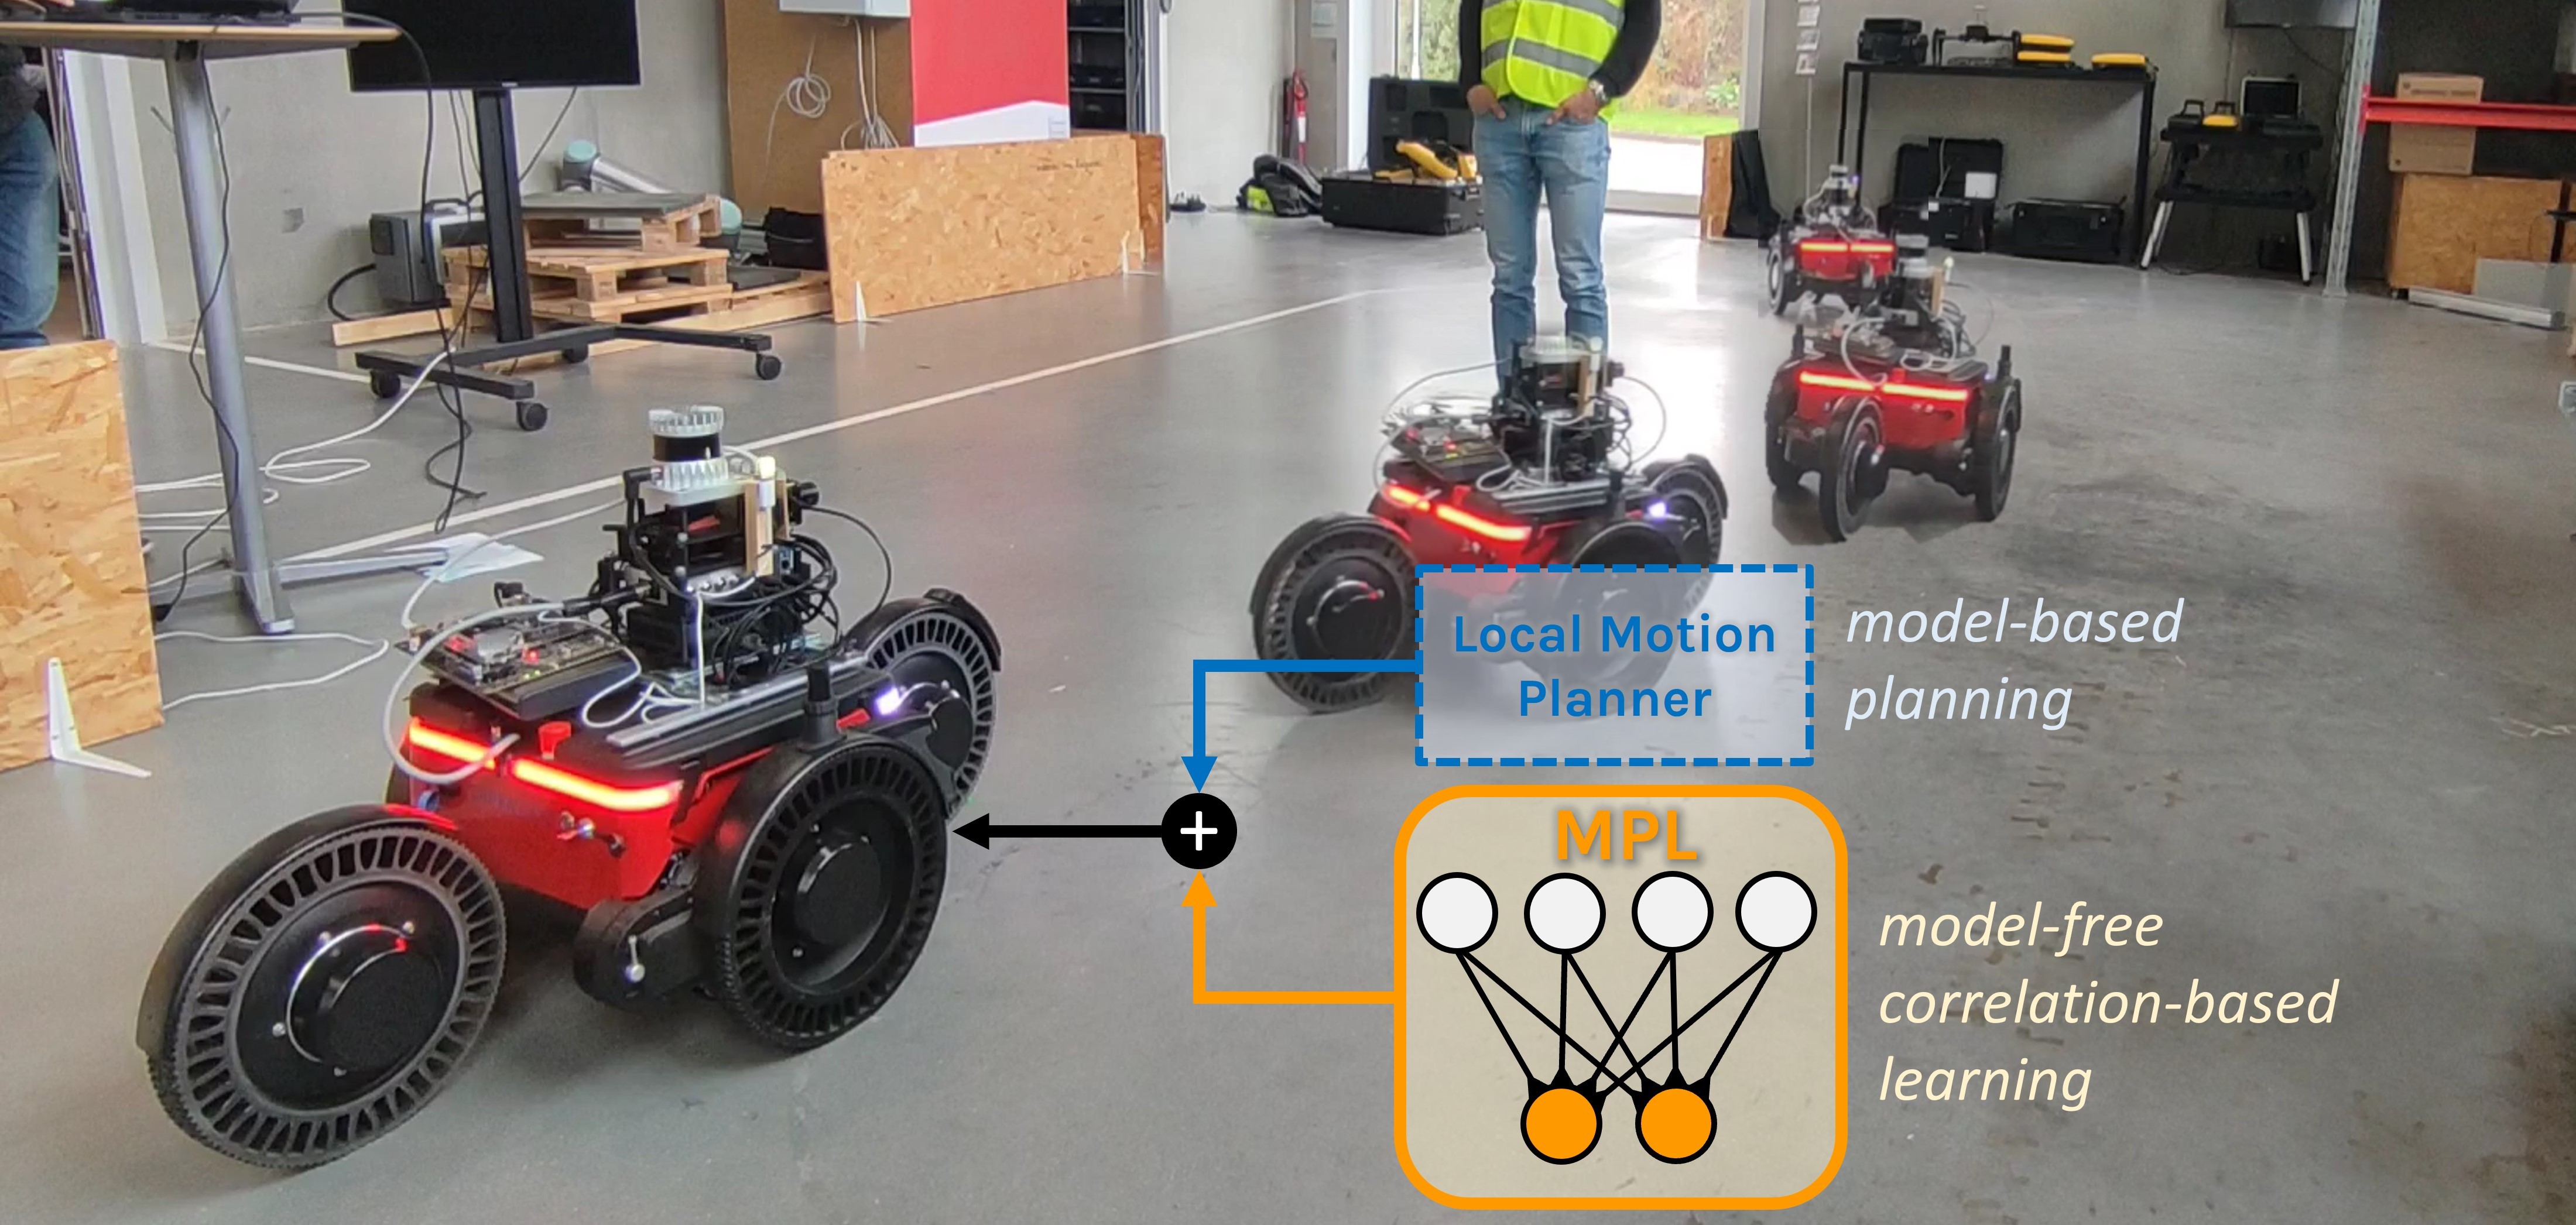 Local Motion
Planner
model-based
planning
+
MPL
model-free
correlation-based
learning